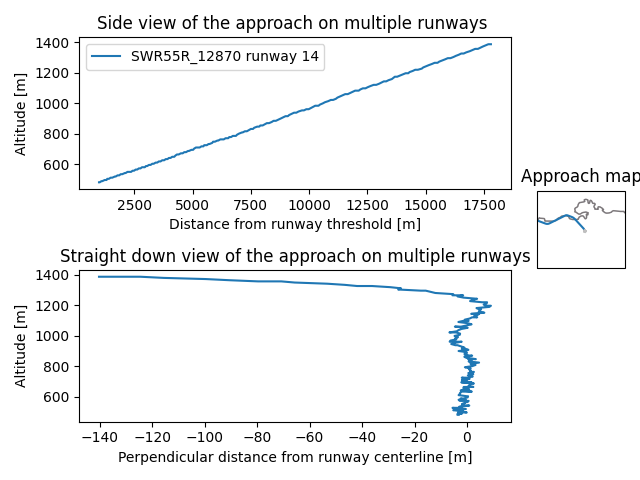 Side view of the approach on multiple runways
1400
1200
1000
800
600
Altitude [m]
SWR55R_12870 runway 14
2500 5000 7500 10000 12500 15000 17500
Distance from runway threshold [m]
Approach map
Straight down view of the approach on multiple runways
1400
1200
1000
800
600
Altitude [m]
−140 −120 −100 −80 −60 −40 −20 0
Perpendicular distance from runway centerline [m]